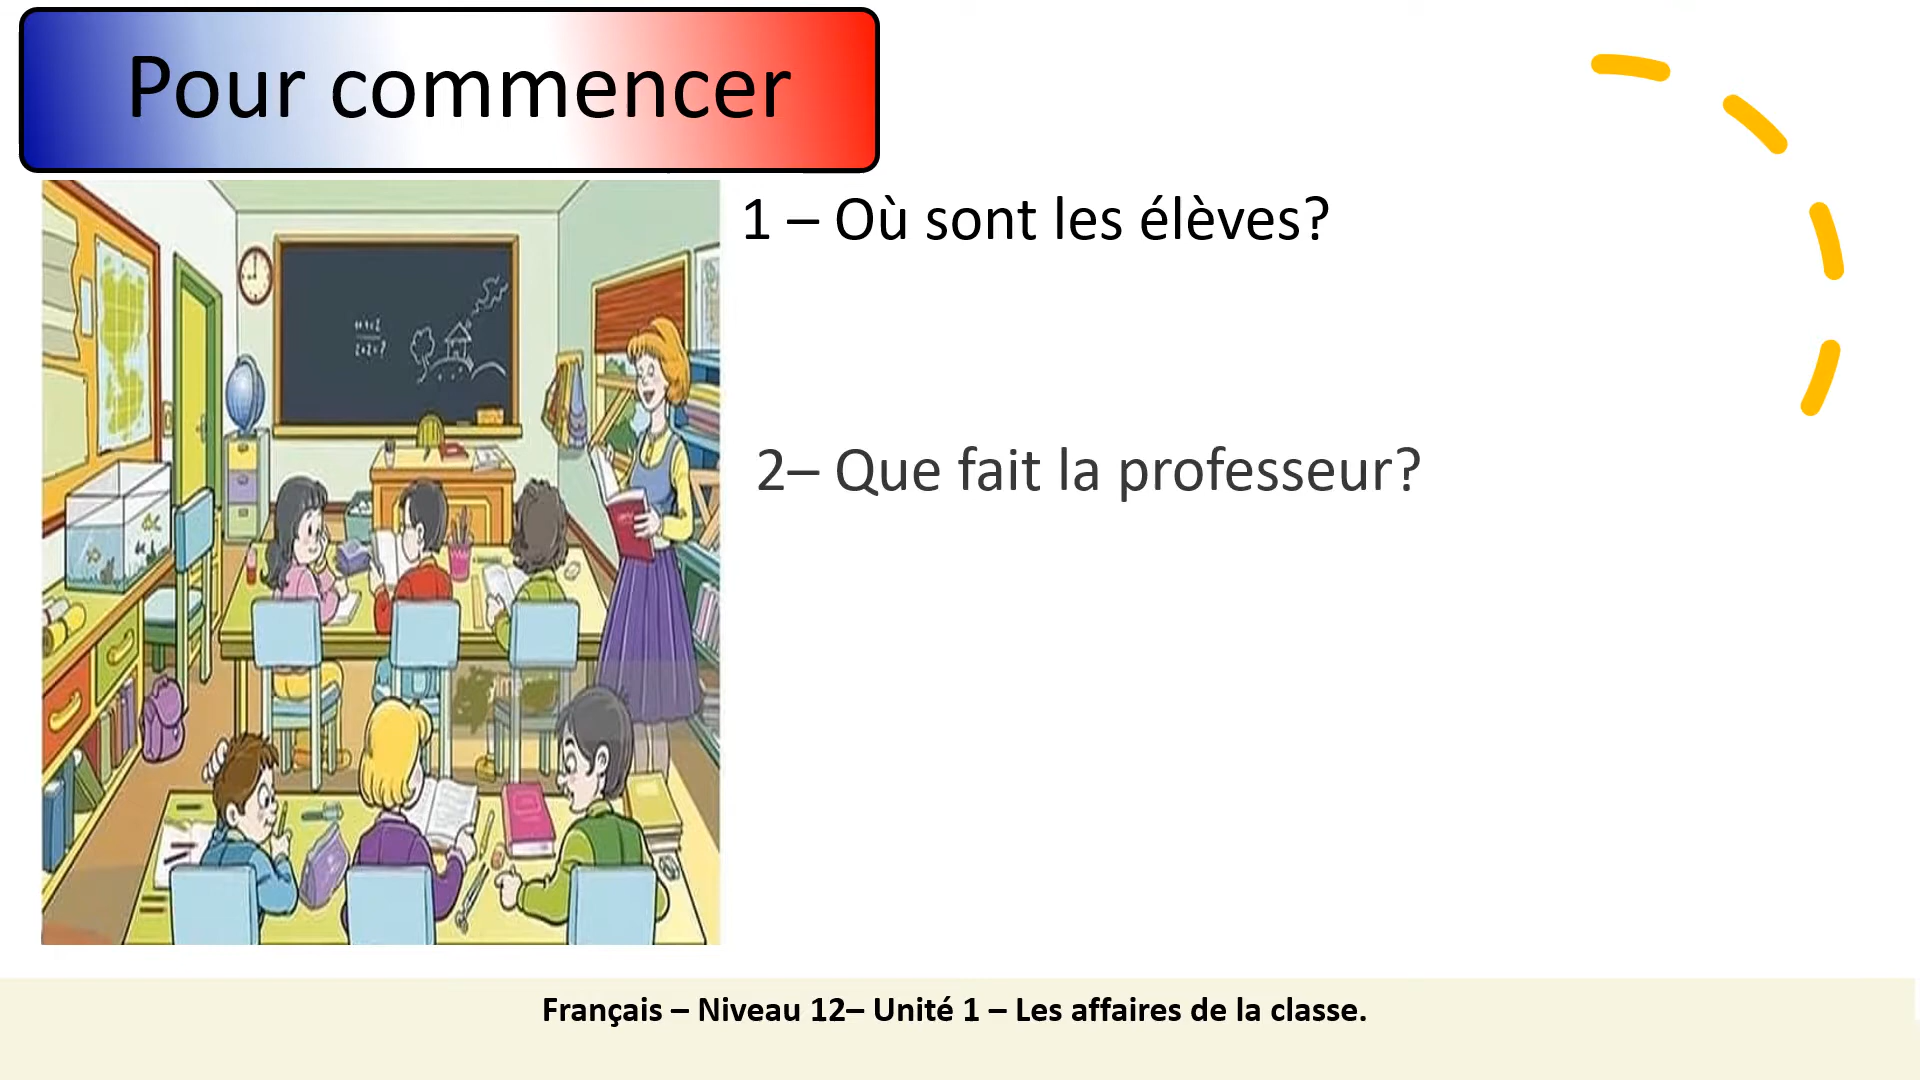 Pour commencer
1 – Où sont les élèves?
2– Que fait la professeur?
Français – Niveau 12– Unité 1 – Les affaires de la classe.